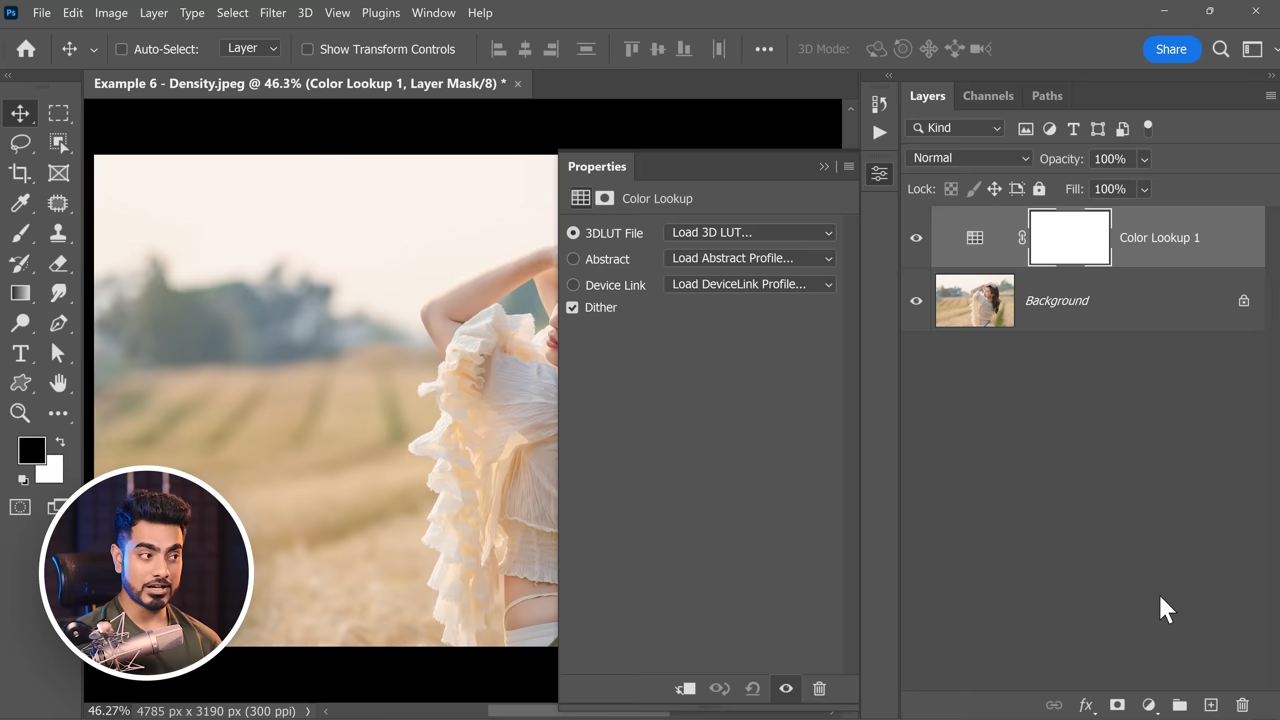 Ps File Edit Image Layer Type Select Filter 3D View Plugins Window Help
Auto-Select: Layer Show Transform Controls 3D Mode: Share
Example 6 - Density.jpeg @ 46.3% (Color Lookup 1, Layer Mask/8) * ×
Layers Channels Paths
Kind
Normal Opacity: 100%
Lock: Fill: 100%
Color Lookup 1
Background
Properties
Color Lookup
3DLUT File Load 3D LUT...
Abstract Load Abstract Profile...
Device Link Load DeviceLink Profile...
Dither
46.27% 4785 px x 3190 px (300 ppi)
fx